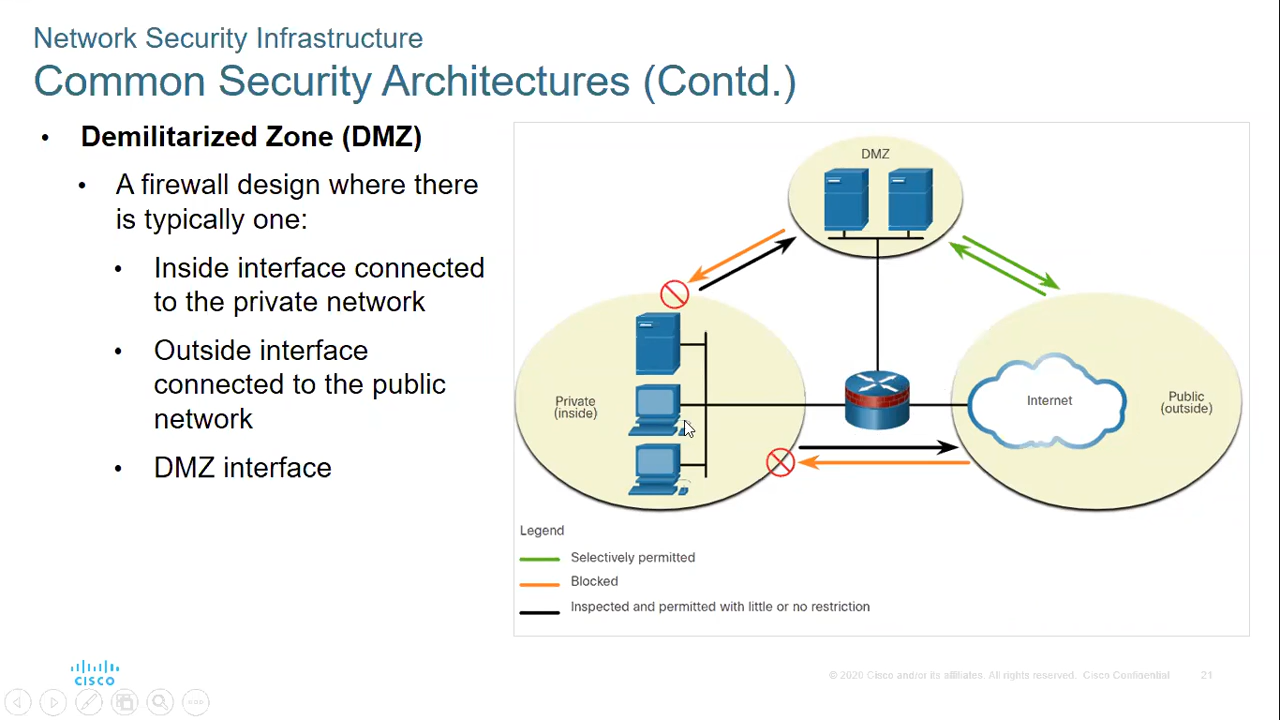 Network Security Infrastructure
Common Security Architectures (Contd.)
• Demilitarized Zone (DMZ)
• A firewall design where there
is typically one:
• Inside interface connected
to the private network
• Outside interface
connected to the public
network
• DMZ interface
DMZ
Private
(inside)
Internet
Public
(outside)
Legend
Selectively permitted
Blocked
Inspected and permitted with little or no restriction
CISCO
© 2020 Cisco and/or its affiliates. All rights reserved. Cisco Confidential
21